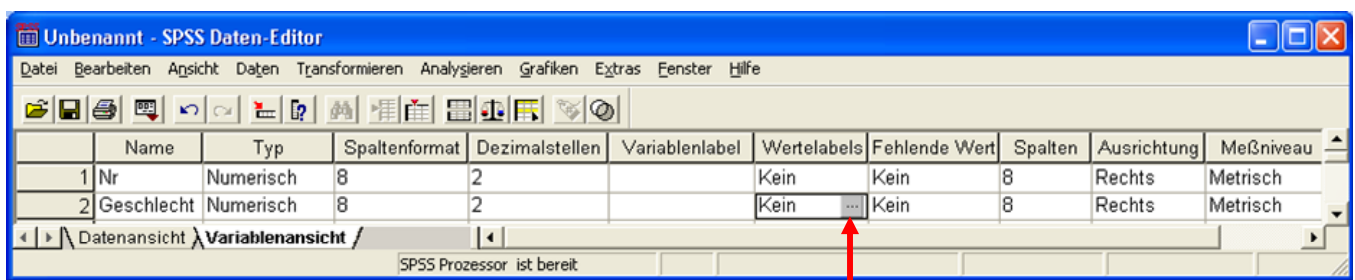 Unbenannt - SPSS Daten-Editor
Datei Bearbeiten Ansicht Daten Transformieren Analysieren Grafiken Extras Fenster Hilfe
Name Typ Spaltenformat Dezimalstellen Variablenlabel Wertelabels Fehlende Wert Spalten Ausrichtung Meßniveau
1 Nr Numerisch 8 2 Kein Kein 8 Rechts Metrisch
2 Geschlecht Numerisch 8 2 Kein ... Kein 8 Rechts Metrisch
Datenansicht Variablenansicht
SPSS Prozessor ist bereit